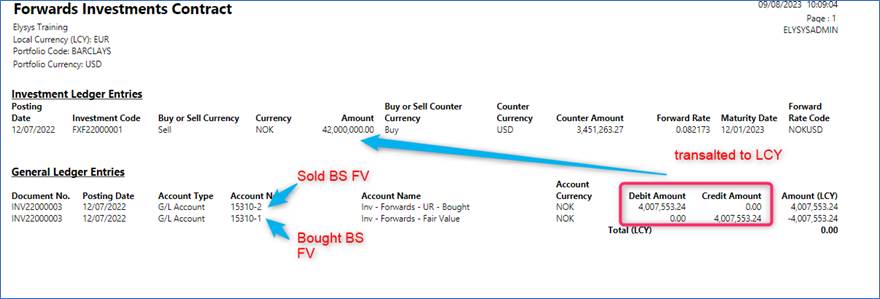 Forwards Investments Contract
09/08/2023 10:09:04
Page : 1
ELYSYSADMIN
Elysys Training
Local Currency (LCY): EUR
Portfolio Code: BARCLAYS
Portfolio Currency: USD
Investment Ledger Entries
Posting Date Investment Code Buy or Sell Currency Currency Amount Buy or Sell Counter Currency Counter Currency Counter Amount Forward Rate Maturity Date Forward Rate Code
12/07/2022 FXF22000001 Sell NOK 42,000,000.00 Buy USD 3,451,263.27 0.082173 12/01/2023 NOKUSD
transalted to LCY
General Ledger Entries
Sold BS FV
Document No. Posting Date Account Type Account N Account Name Account Currency Debit Amount Credit Amount Amount (LCY)
INV22000003 12/07/2022 G/L Account 15310-2 Inv - Forwards - UR - Bought NOK 4,007,553.24 0.00 4,007,553.24
INV22000003 12/07/2022 G/L Account 15310-1 Inv - Forwards - Fair Value NOK 0.00 4,007,553.24 -4,007,553.24
Total (LCY) 0.00
Bought BS
FV